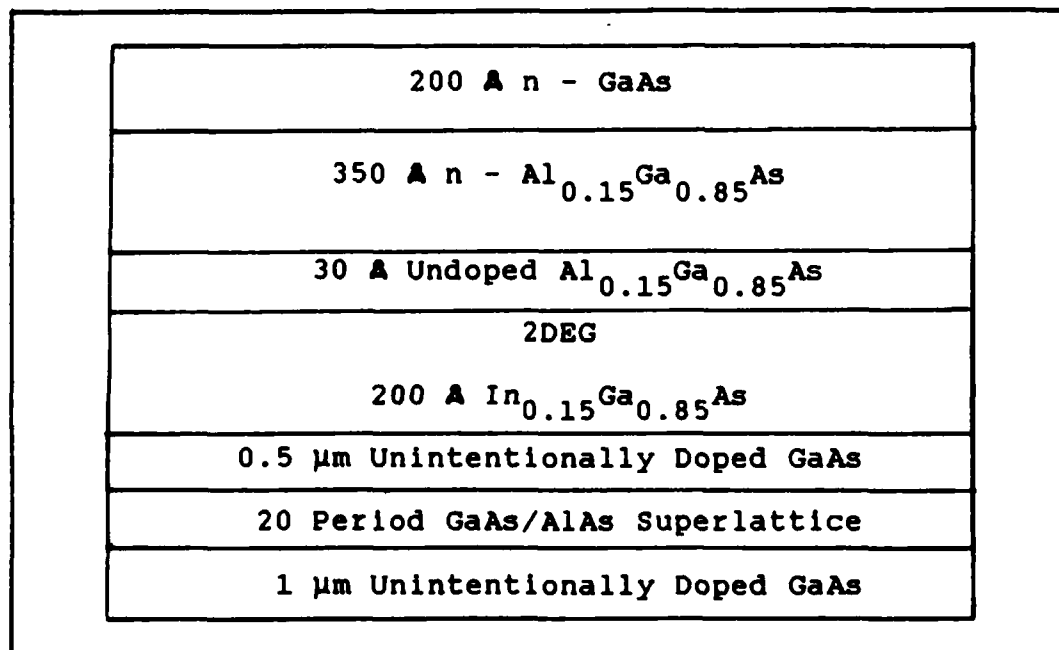 200 Å n - GaAs
350 Å n - Al₀.₁₅Ga₀.₈₅As
30 Å Undoped Al₀.₁₅Ga₀.₈₅As
2DEG
200 Å In₀.₁₅Ga₀.₈₅As
0.5 µm Unintentionally Doped GaAs
20 Period GaAs/AlAs Superlattice
1 µm Unintentionally Doped GaAs